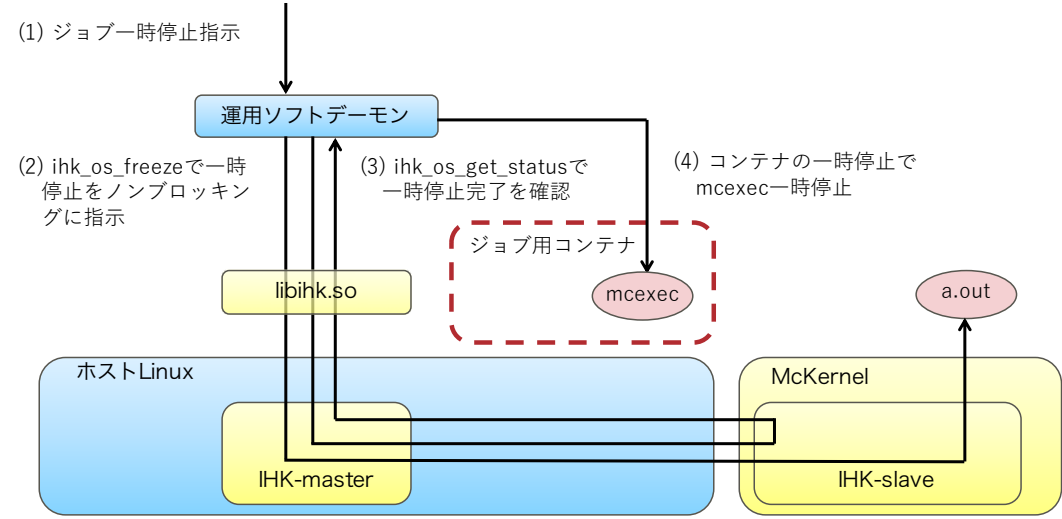 (1) ジョブ一時停止指示
運用ソフトデーモン
(2) ihk_os_freezeで一時
停止をノンブロッキン
グに指示
(3) ihk_os_get_statusで
一時停止完了を確認
(4) コンテナの一時停止で
mcexec一時停止
ジョブ用コンテナ
libihk.so
mcexec
a.out
ホストLinux
McKernel
IHK-master
IHK-slave